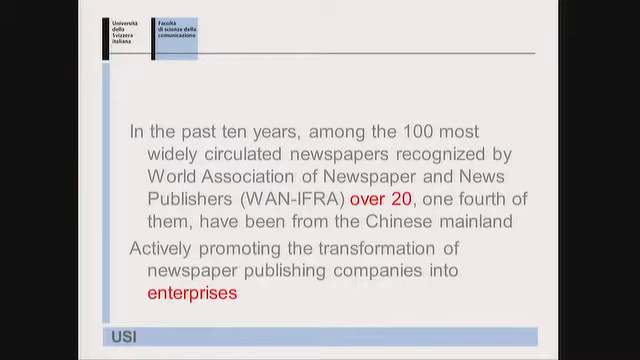 Università
della
Svizzera
italiana
Facoltà
di scienze della
comunicazione
In the past ten years, among the 100 most
widely circulated newspapers recognized by
World Association of Newspaper and News
Publishers (WAN-IFRA) over 20, one fourth of
them, have been from the Chinese mainland
Actively promoting the transformation of
newspaper publishing companies into
enterprises
USI